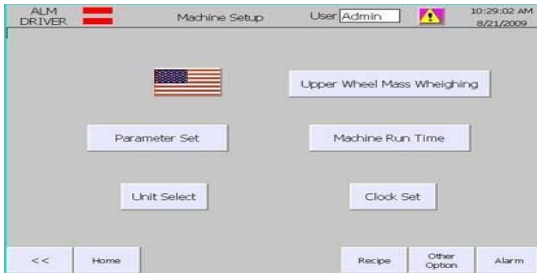 ALM DRIVER
Machine Setup
User Admin
10:29:02 AM
8/21/2009
Upper Wheel Mass Wheighing
Parameter Set
Machine Run Time
Unit Select
Clock Set
<<
Home
Recipe
Other Option
Alarm